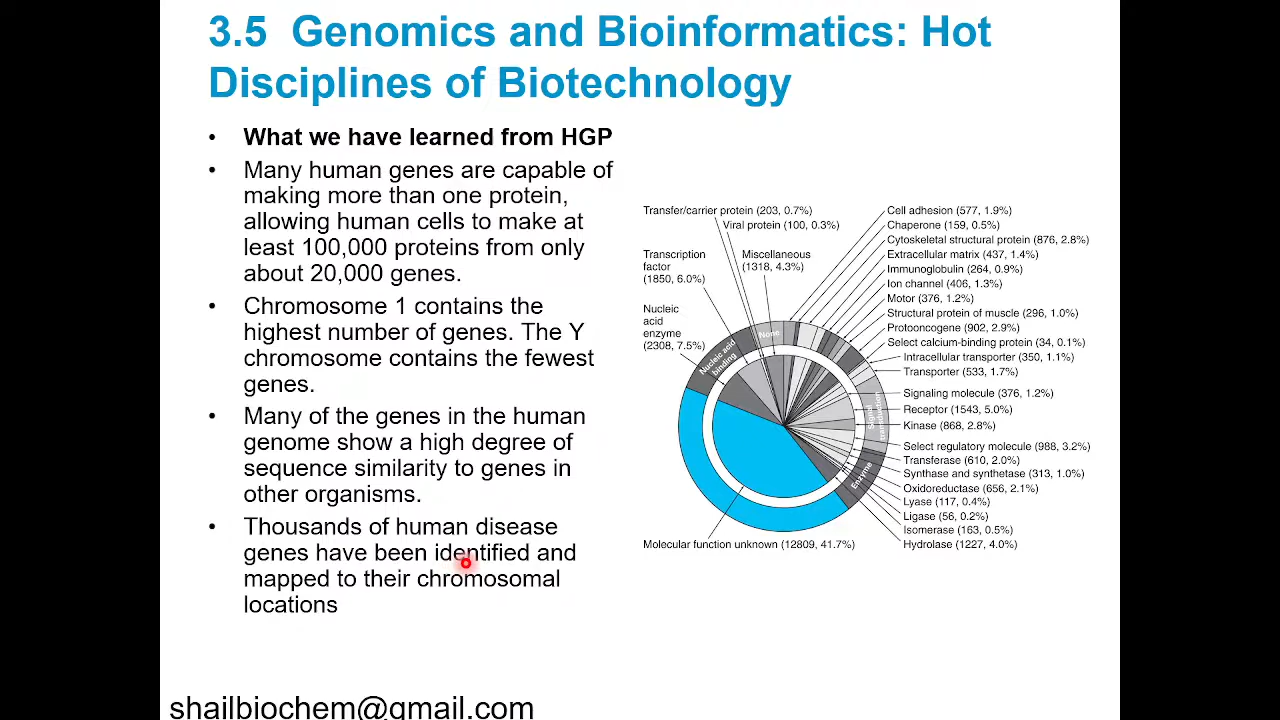 3.5  Genomics and Bioinformatics: Hot
Disciplines of Biotechnology
• What we have learned from HGP
• Many human genes are capable of
making more than one protein,
allowing human cells to make at
least 100,000 proteins from only
about 20,000 genes.
• Chromosome 1 contains the
highest number of genes. The Y
chromosome contains the fewest
genes.
• Many of the genes in the human
genome show a high degree of
sequence similarity to genes in
other organisms.
• Thousands of human disease
genes have been identified and
mapped to their chromosomal
locations
Transfer/carrier protein (203, 0.7%)
Viral protein (100, 0.3%)
Transcription
factor
(1850, 6.0%)
Miscellaneous
(1318, 4.3%)
Nucleic
acid
enzyme
(2308, 7.5%)
None
Nucleic acid
binding
Signal
transduction
Enzyme
Cell adhesion (577, 1.9%)
Chaperone (159, 0.5%)
Cytoskeletal structural protein (876, 2.8%)
Extracellular matrix (437, 1.4%)
Immunoglobulin (264, 0.9%)
Ion channel (406, 1.3%)
Motor (376, 1.2%)
Structural protein of muscle (296, 1.0%)
Protooncogene (902, 2.9%)
Select calcium-binding protein (34, 0.1%)
Intracellular transporter (350, 1.1%)
Transporter (533, 1.7%)
Signaling molecule (376, 1.2%)
Receptor (1543, 5.0%)
Kinase (868, 2.8%)
Select regulatory molecule (988, 3.2%)
Transferase (610, 2.0%)
Synthase and synthetase (313, 1.0%)
Oxidoreductase (656, 2.1%)
Lyase (117, 0.4%)
Ligase (56, 0.2%)
Isomerase (163, 0.5%)
Hydrolase (1227, 4.0%)
Molecular function unknown (12809, 41.7%)
shailbiochem@gmail.com